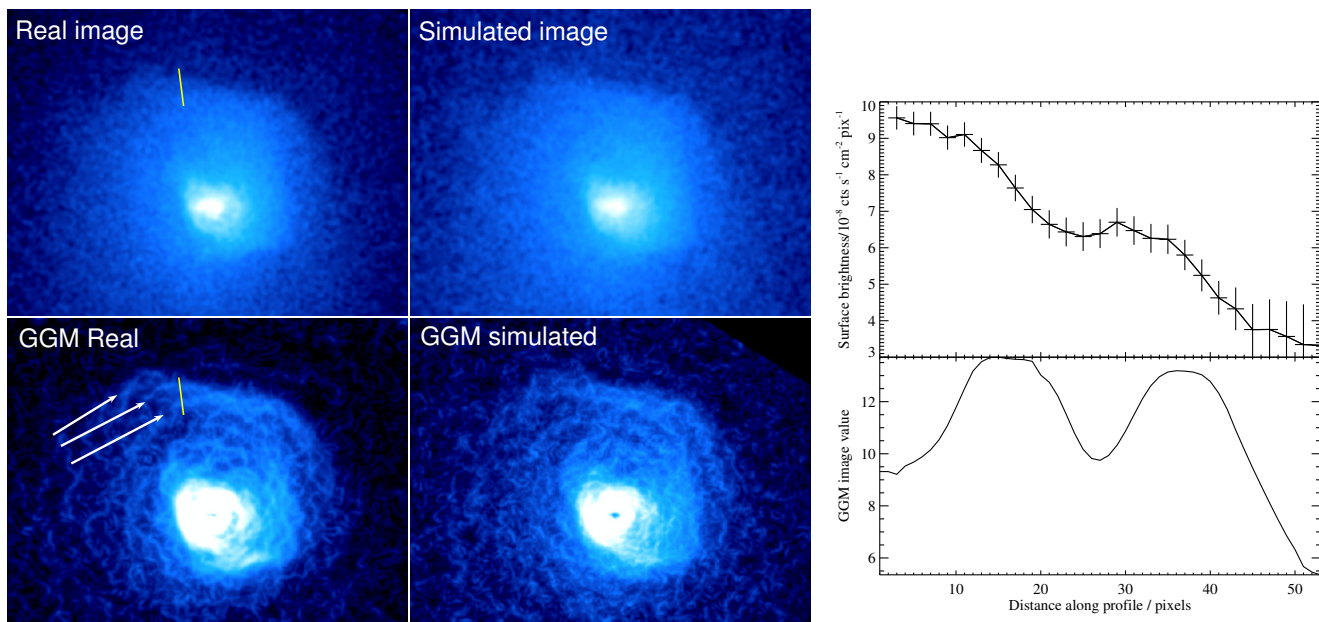 Real image
Simulated image
GGM Real
GGM simulated
Surface brightness/10⁻⁸ cts s⁻¹ cm⁻² pix⁻¹
10
9
8
7
6
5
4
3
GGM image value
12
10
8
6
10 20 30 40 50
Distance along profile / pixels